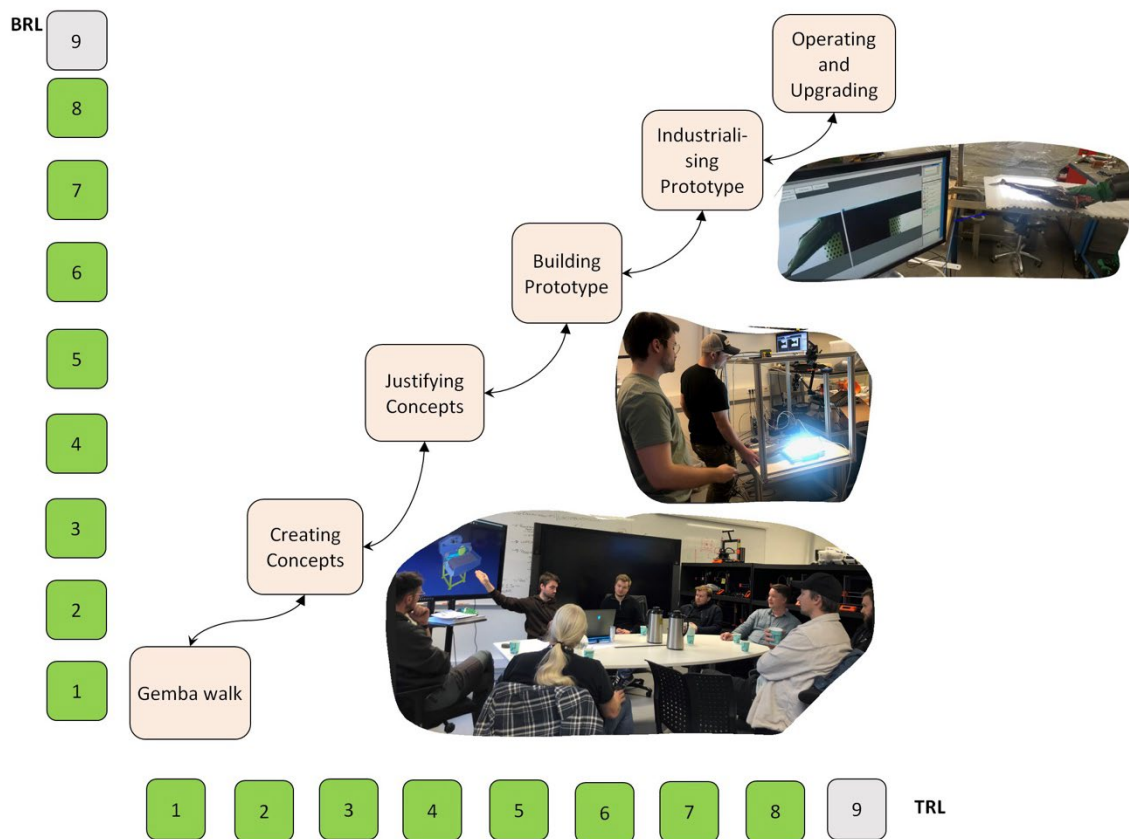 BRL
9
8
7
6
5
4
3
2
1
Operating
and
Upgrading
Industriali-
sing
Prototype
Building
Prototype
Justifying
Concepts
Creating
Concepts
Gemba walk
1 2 3 4 5 6 7 8 9 TRL